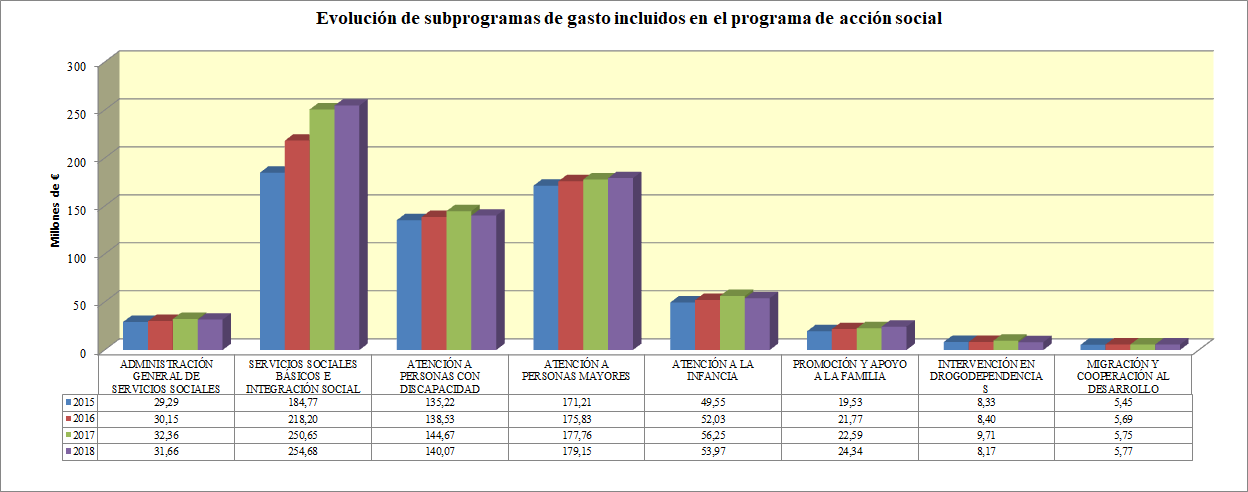 Evolución de subprogramas de gasto incluidos en el programa de acción social
Millones de €
300
250
200
150
100
50
0
ADMINISTRACIÓN GENERAL DE SERVICIOS SOCIALES
SERVICIOS SOCIALES BÁSICOS E INTEGRACIÓN SOCIAL
ATENCIÓN A PERSONAS CON DISCAPACIDAD
ATENCIÓN A PERSONAS MAYORES
ATENCIÓN A LA INFANCIA
PROMOCIÓN Y APOYO A LA FAMILIA
INTERVENCIÓN EN DROGODEPENDENCIAS
MIGRACIÓN Y COOPERACIÓN AL DESARROLLO
2015 29,29 184,77 135,22 171,21 49,55 19,53 8,33 5,45
2016 30,15 218,20 138,53 175,83 52,03 21,77 8,40 5,69
2017 32,36 250,65 144,67 177,76 56,25 22,59 9,71 5,75
2018 31,66 254,68 140,07 179,15 53,97 24,34 8,17 5,77